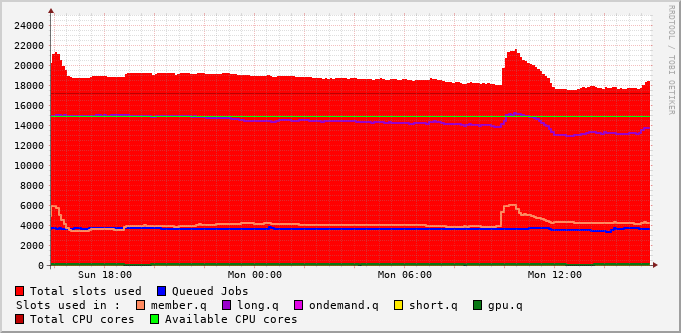 24000
22000
20000
18000
16000
14000
12000
10000
8000
6000
4000
2000
0
Sun 18:00 Mon 00:00 Mon 06:00 Mon 12:00
Total slots used Queued Jobs
Slots used in : member.q long.q ondemand.q short.q gpu.q
Total CPU cores Available CPU cores
RRDTOOL / TOBI OETIKER